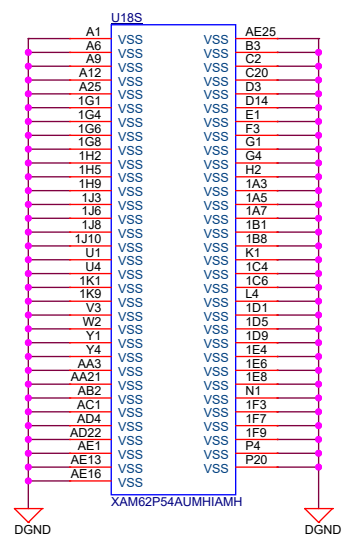 U18S
A1 VSS VSS AE25
A6 VSS VSS B3
A9 VSS VSS C2
A12 VSS VSS C20
A25 VSS VSS D3
1G1 VSS VSS D14
1G4 VSS VSS E1
1G6 VSS VSS F3
1G8 VSS VSS G1
1H2 VSS VSS G4
1H5 VSS VSS H2
1H9 VSS VSS 1A3
1J3 VSS VSS 1A5
1J6 VSS VSS 1A7
1J8 VSS VSS 1B1
1J10 VSS VSS 1B8
U1 VSS VSS K1
U4 VSS VSS 1C4
1K1 VSS VSS 1C6
1K9 VSS VSS L4
V3 VSS VSS 1D1
W2 VSS VSS 1D5
Y1 VSS VSS 1D9
Y4 VSS VSS 1E4
AA3 VSS VSS 1E6
AA21 VSS VSS 1E8
AB2 VSS VSS N1
AC1 VSS VSS 1F3
AD4 VSS VSS 1F7
AD22 VSS VSS 1F9
AE1 VSS VSS P4
AE13 VSS VSS P20
AE16 VSS
XAM62P54AUMHIAMH
DGND DGND